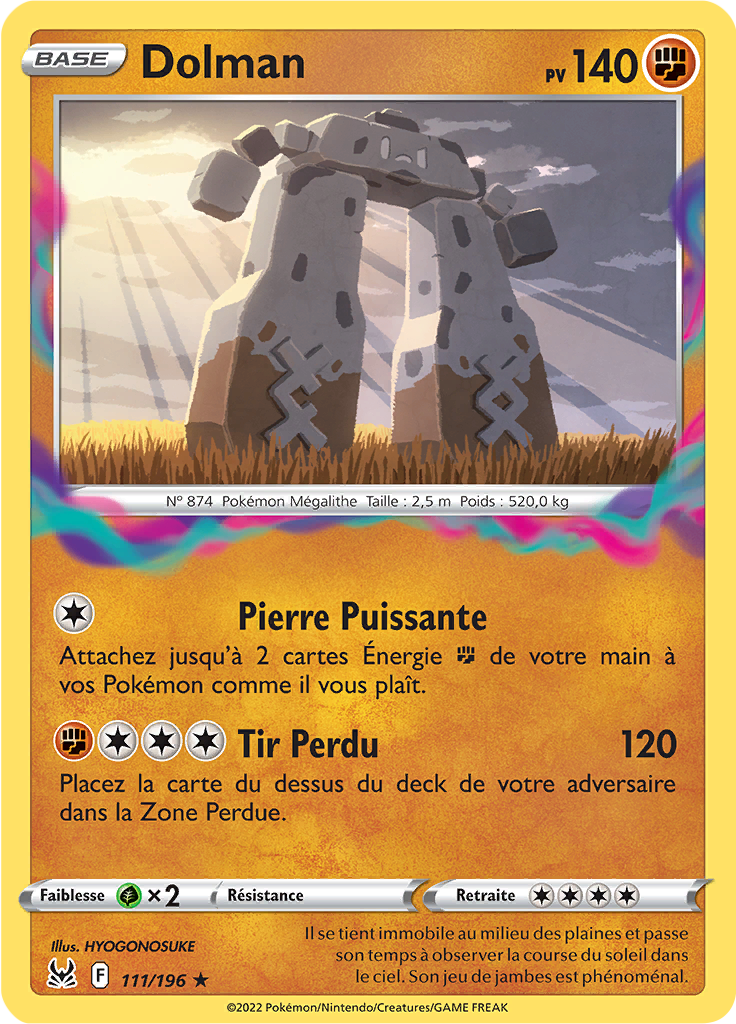 BASE Dolman PV 140
N° 874 Pokémon Mégalithe Taille : 2,5 m Poids : 520,0 kg
Pierre Puissante
Attachez jusqu'à 2 cartes Énergie de votre main à
vos Pokémon comme il vous plaît.
Tir Perdu 120
Placez la carte du dessus du deck de votre adversaire
dans la Zone Perdue.
Faiblesse ×2 Résistance Retraite
Illus. HYOGONOSUKE
Il se tient immobile au milieu des plaines et passe
son temps à observer la course du soleil dans
le ciel. Son jeu de jambes est phénoménal.
F 111/196 ★
©2022 Pokémon/Nintendo/Creatures/GAME FREAK